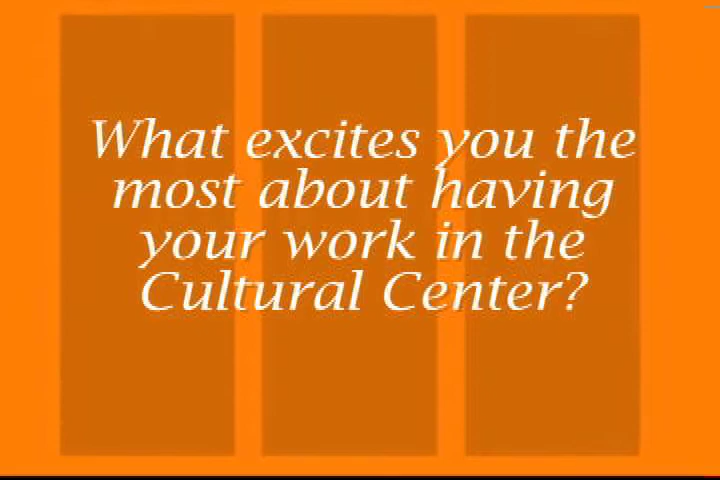 What excites you the
most about having
your work in the
Cultural Center?